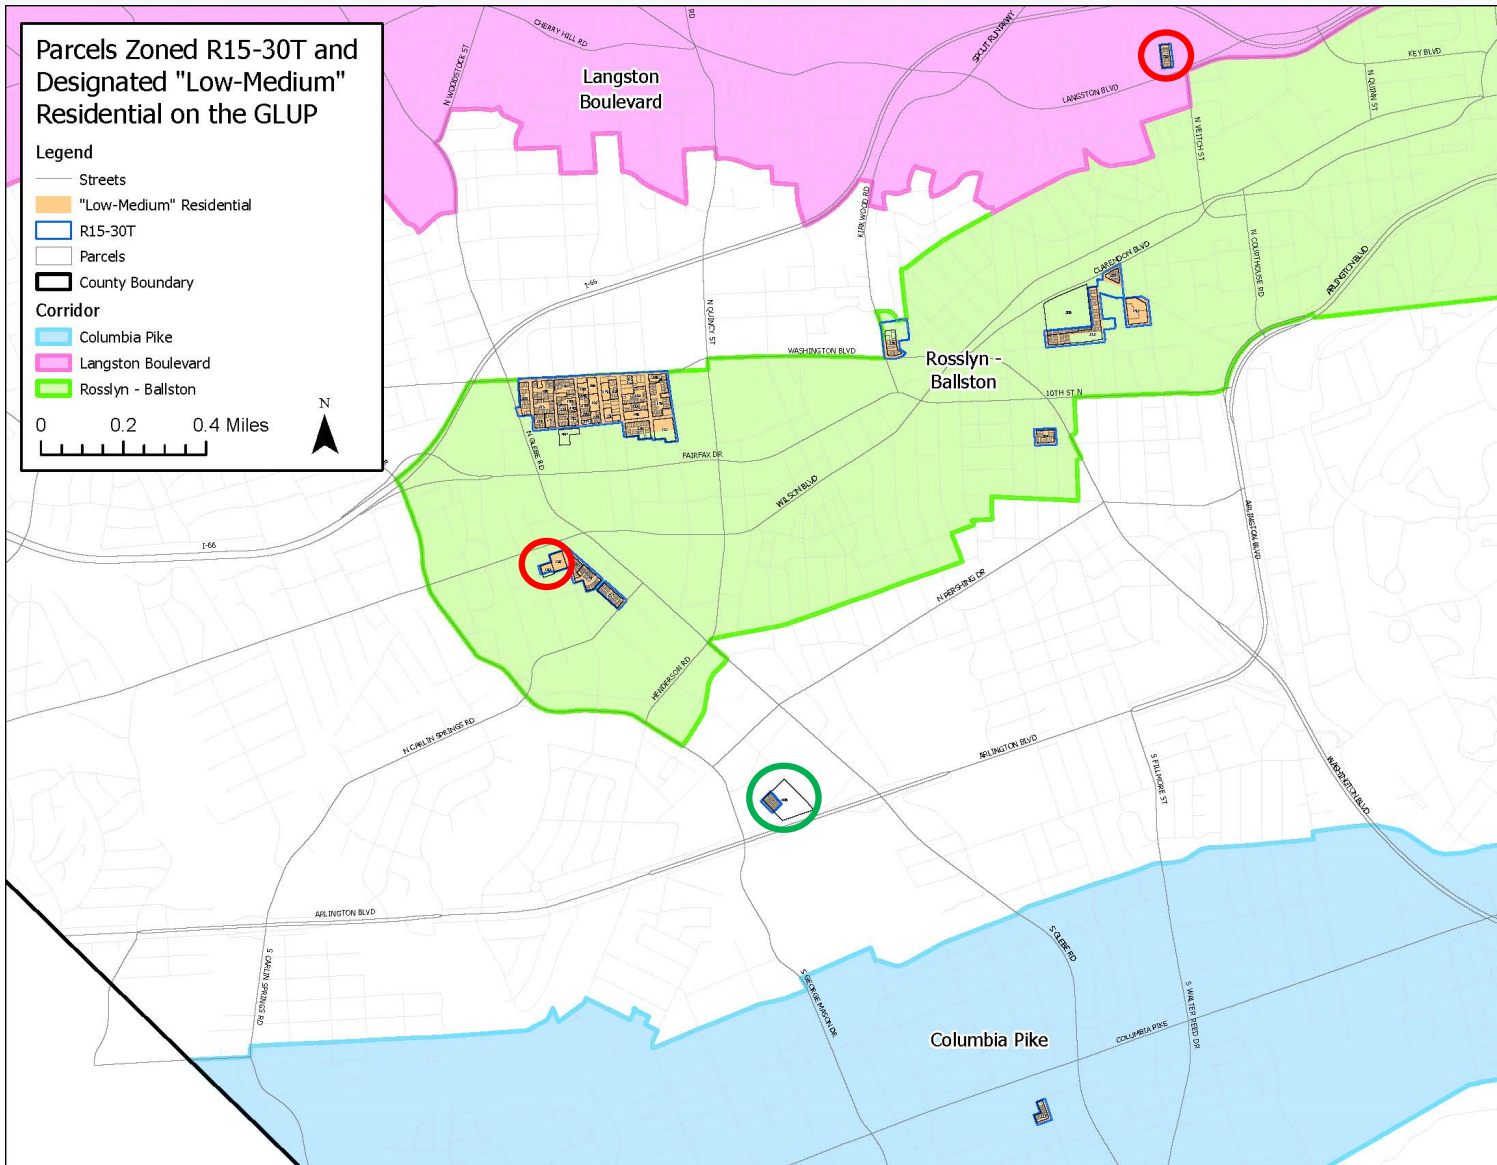 Parcels Zoned R15-30T and
Designated "Low-Medium"
Residential on the GLUP
Legend
Streets
"Low-Medium" Residential
R15-30T
Parcels
County Boundary
Corridor
Columbia Pike
Langston Boulevard
Rosslyn - Ballston
0 0.2 0.4 Miles
N
RD
CHERRY HILL RD
N WOODSTOCK ST
Langston
Boulevard
SPOUT RUN PKWY
LANGSTON BLVD
KEY BLVD
N QUINN ST
N VEITCH ST
KIRKWOOD RD
I-66
N QUINCY ST
CLARENDON BLVD
N COURTHOUSE RD
ARLINGTON BLVD
WASHINGTON BLVD
Rosslyn -
Ballston
10TH ST N
N GLEBE RD
FAIRFAX DR
WILSON BLVD
I-66
ARLINGTON BLVD
N PERSHING DR
HENDERSON RD
N CARLIN SPRINGS RD
ARLINGTON BLVD
S FILLMORE ST
WASHINGTON BLVD
ARLINGTON BLVD
S CARLIN SPRINGS RD
S GEORGE MASON DR
S GLEBE RD
S WALTER REED DR
COLUMBIA PIKE
Columbia Pike